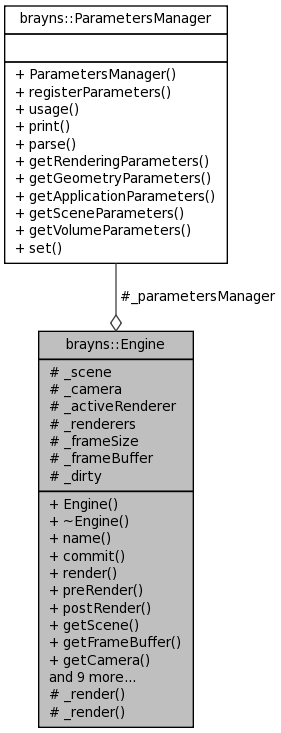 brayns::ParametersManager
+ ParametersManager()
+ registerParameters()
+ usage()
+ print()
+ parse()
+ getRenderingParameters()
+ getGeometryParameters()
+ getApplicationParameters()
+ getSceneParameters()
+ getVolumeParameters()
+ set()
#_parametersManager
brayns::Engine
# _scene
# _camera
# _activeRenderer
# _renderers
# _frameSize
# _frameBuffer
# _dirty
+ Engine()
+ ~Engine()
+ name()
+ commit()
+ render()
+ preRender()
+ postRender()
+ getScene()
+ getFrameBuffer()
+ getCamera()
and 9 more...
# _render()
# _render()